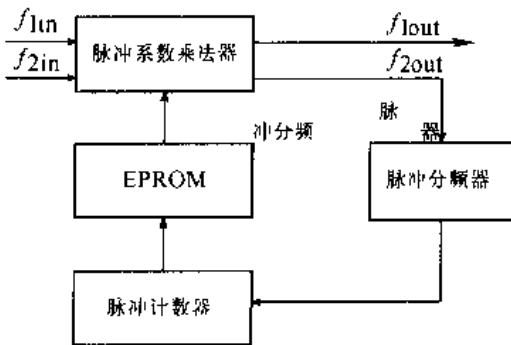 f1in
f1out
脉冲系数乘法器
f2in
f2out
脉
器
冲分频
EPROM
脉冲分频器
脉冲计数器